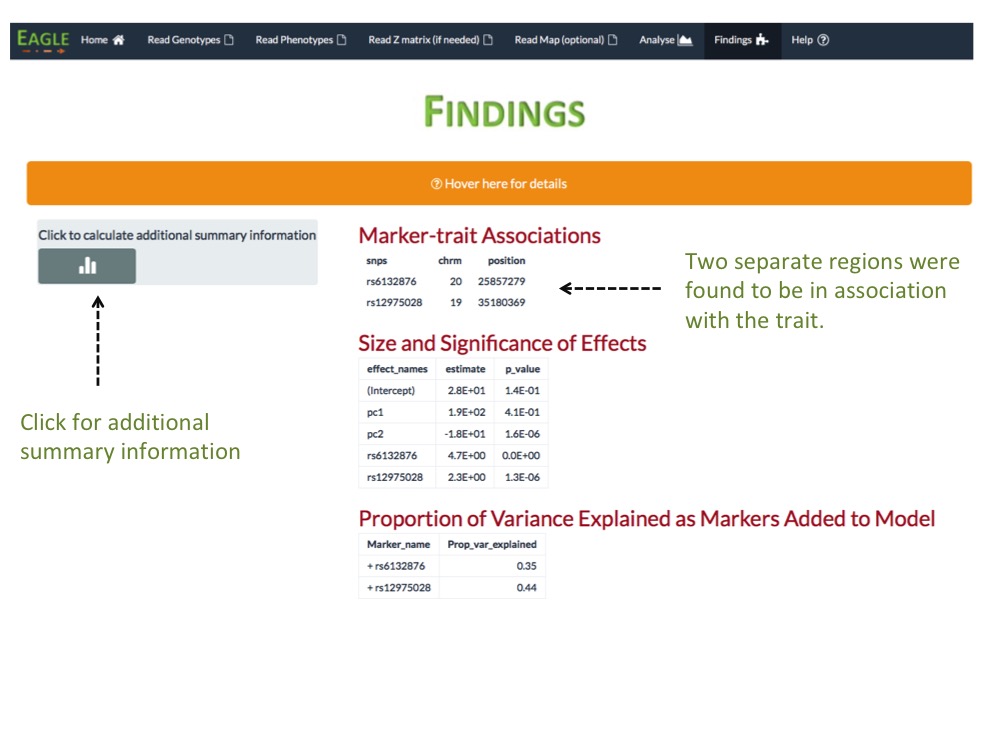 EAGLE Home Read Genotypes Read Phenotypes Read Z matrix (if needed) Read Map (optional) Analyse Findings Help ?
FINDINGS
? Hover here for details
Click to calculate additional summary information
Click for additional
summary information
Marker-trait Associations
snps chrm position
rs6132876 20 25857279
rs12975028 19 35180369
Two separate regions were
found to be in association
with the trait.
Size and Significance of Effects
effect_names estimate p_value
(Intercept) 2.8E+01 1.4E-01
pc1 1.9E+02 4.1E-01
pc2 -1.8E+01 1.6E-06
rs6132876 4.7E+00 0.0E+00
rs12975028 2.3E+00 1.3E-06
Proportion of Variance Explained as Markers Added to Model
Marker_name Prop_var_explained
+ rs6132876 0.35
+ rs12975028 0.44